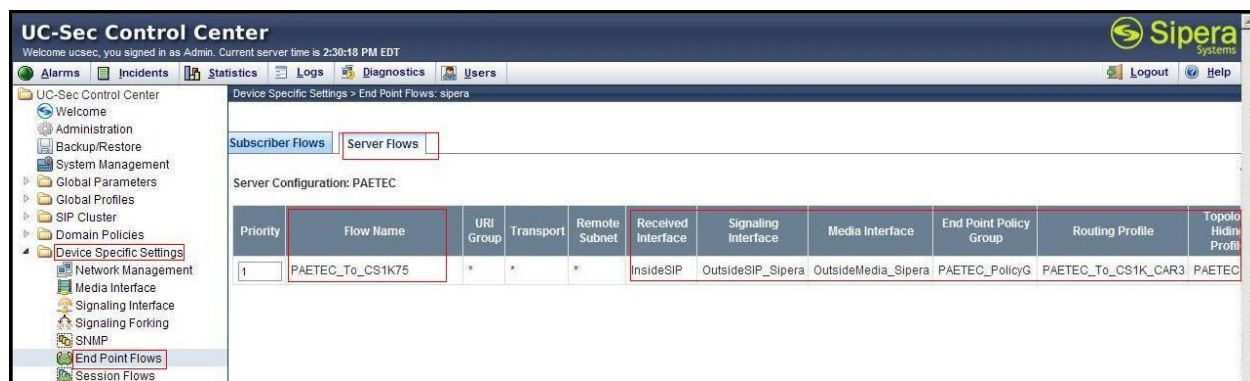 UC-Sec Control Center
Welcome ucsec, you signed in as Admin. Current server time is 2:30:18 PM EDT
Sipera
Systems
Alarms Incidents Statistics Logs Diagnostics Users Logout Help
UC-Sec Control Center
Welcome
Administration
Backup/Restore
System Management
Global Parameters
Global Profiles
SIP Cluster
Domain Policies
Device Specific Settings
Network Management
Media Interface
Signaling Interface
Signaling Forking
SNMP
End Point Flows
Session Flows
Device Specific Settings > End Point Flows: sipera
Subscriber Flows Server Flows
Server Configuration: PAETEC
Priority Flow Name URI Group Transport Remote Subnet Received Interface Signaling Interface Media Interface End Point Policy Group Routing Profile Topolo Hiding Profil
1 PAETEC_To_CS1K75 * * * InsideSIP OutsideSIP_Sipera OutsideMedia_Sipera PAETEC_PolicyG PAETEC_To_CS1K_CAR3 PAETEC